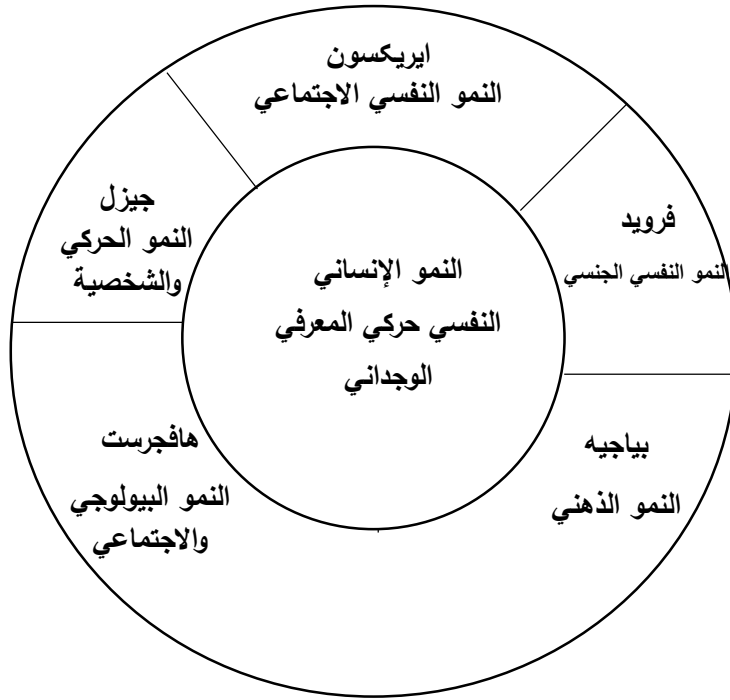 ايريكسون
النمو النفسي الاجتماعي
فرويد
النمو النفسي الجنسي
جيزل
النمو الحركي
والشخصية
النمو الإنساني
النفسي حركي المعرفي
الوجداني
بياجيه
النمو الذهني
هافجرست
النمو البيولوجي
والاجتماعي